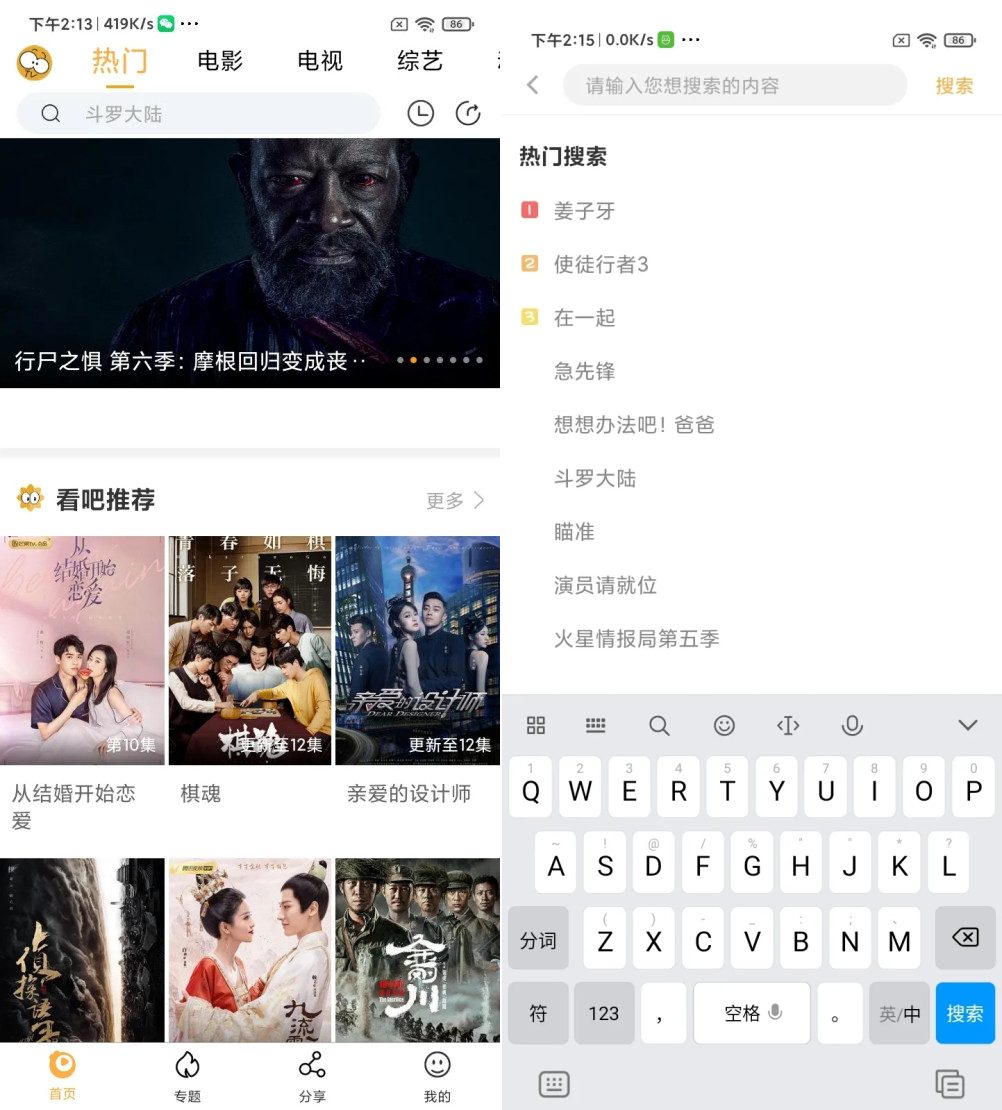 下午2:13 | 419K/s ···
86
热门 电影 电视 综艺
斗罗大陆
行尸之惧 第六季：摩根回归变成丧··
看吧推荐
更多
从结婚开始恋爱
第10集
青春如棋
落子无悔
棋魂
更新至12集
亲爱的设计师
DEAR DESIGNER
更新至12集
从结婚开始恋
爱
棋魂
亲爱的设计师
九流
金刚川
The Sacrifice
首页
专题
分享
我的
下午2:15 | 0.0K/s ···
86
请输入您想搜索的内容
搜索
热门搜索
1 姜子牙
2 使徒行者3
3 在一起
急先锋
想想办法吧！爸爸
斗罗大陆
瞄准
演员请就位
火星情报局第五季
1 2 3 4 5 6 7 8 9 0
Q W E R T Y U I O P
~ ! @ / % " " * ?
A S D F G H J K L
( ) - _ : ; 、
分词 Z X C V B N M
符 123 ， 空格 。 英/中 搜索